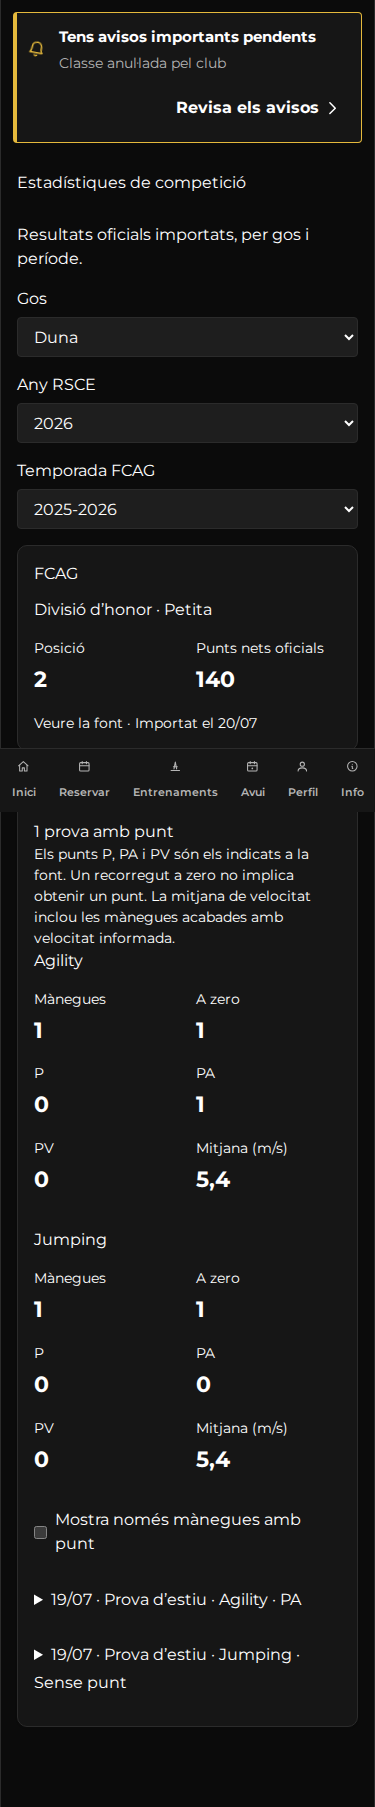 Tens avisos importants pendents
Classe anul·lada pel club
Revisa els avisos
Estadístiques de competició
Resultats oficials importats, per gos i
període.
Gos
Duna
Any RSCE
2026
Temporada FCAG
2025-2026
FCAG
Divisió d’honor · Petita
Posició
Punts nets oficials
2
140
Veure la font · Importat el 20/07
Inici
Reservar
Entrenaments
Avui
Perfil
Info
1 prova amb punt
Els punts P, PA i PV són els indicats a la
font. Un recorregut a zero no implica
obtenir un punt. La mitjana de velocitat
inclou les mànegues acabades amb
velocitat informada.
Agility
Mànegues
A zero
1
1
P
PA
0
1
PV
Mitjana (m/s)
0
5,4
Jumping
Mànegues
A zero
1
1
P
PA
0
0
PV
Mitjana (m/s)
0
5,4
Mostra només mànegues amb
punt
19/07 · Prova d’estiu · Agility · PA
19/07 · Prova d’estiu · Jumping ·
Sense punt